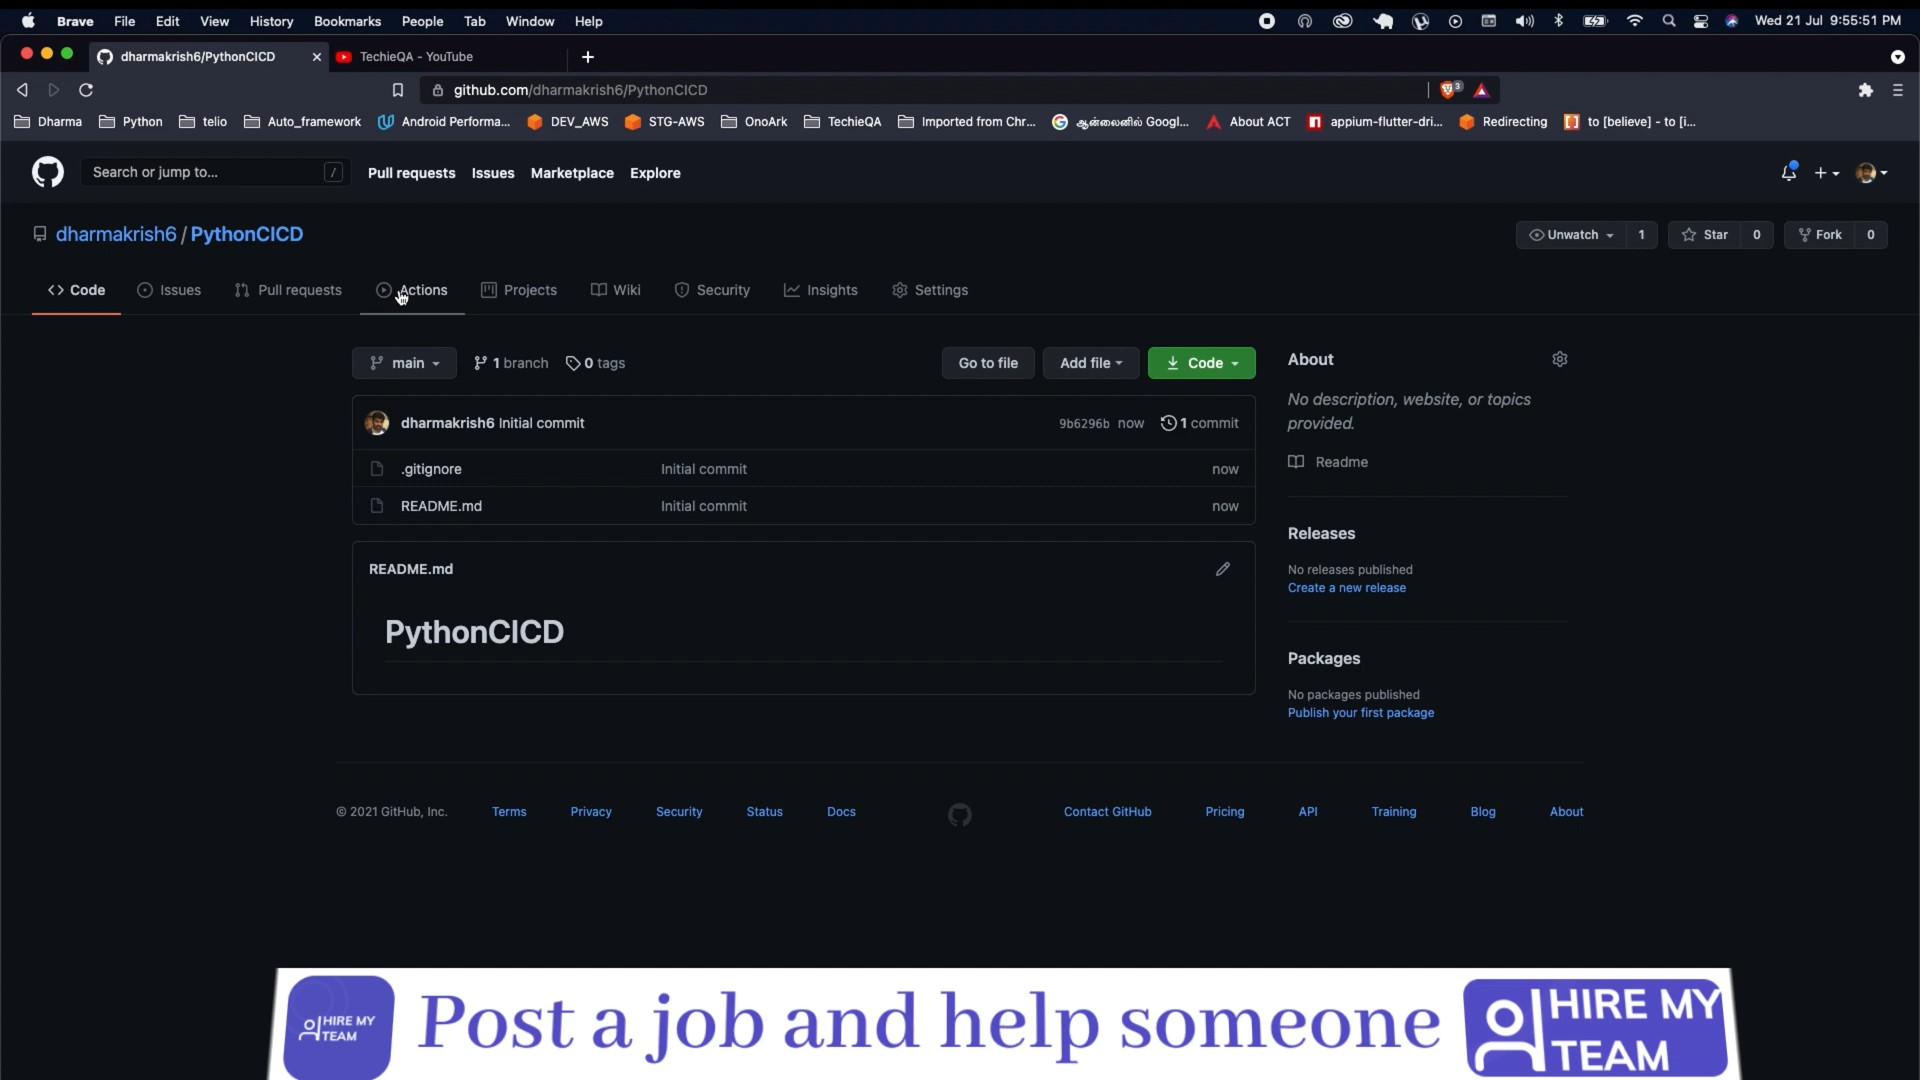 Brave File Edit View History Bookmarks People Tab Window Help Wed 21 Jul 9:55:51 PM
dharmakrish6/PythonCICD TechieQA - YouTube
github.com/dharmakrish6/PythonCICD 3
Dharma Python telio Auto_framework Android Performa... DEV_AWS STG-AWS OnoArk TechieQA Imported from Chr... ஆன்லைனில் Googl... About ACT appium-flutter-dri... Redirecting to [believe] - to [i...
Search or jump to... / Pull requests Issues Marketplace Explore
dharmakrish6 / PythonCICD Unwatch 1 Star 0 Fork 0
Code Issues Pull requests Actions Projects Wiki Security Insights Settings
main 1 branch 0 tags Go to file Add file Code
dharmakrish6 Initial commit 9b6296b now 1 commit
.gitignore Initial commit now
README.md Initial commit now
README.md
PythonCICD
About
No description, website, or topics
provided.
Readme
Releases
No releases published
Create a new release
Packages
No packages published
Publish your first package
© 2021 GitHub, Inc. Terms Privacy Security Status Docs Contact GitHub Pricing API Training Blog About
HIRE MY
TEAM
Post a job and help someone
HIRE MY
TEAM